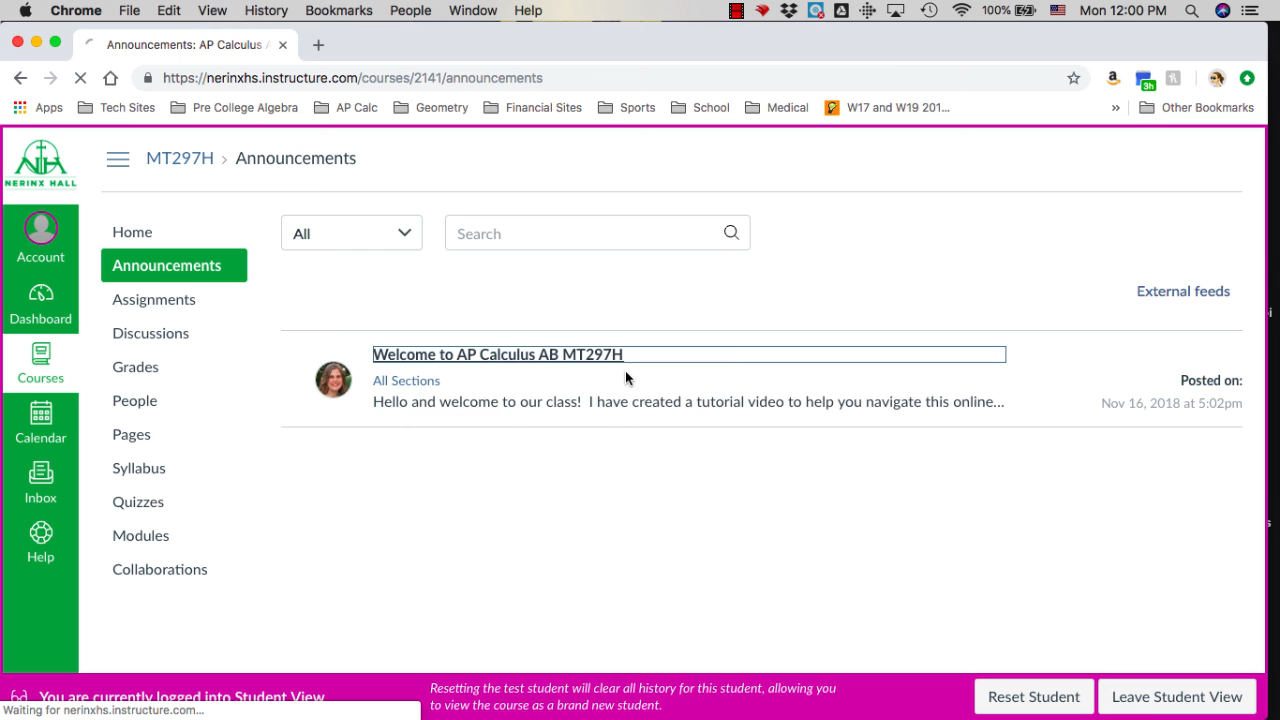 Chrome File Edit View History Bookmarks People Window Help 100% Mon 12:00 PM
Announcements: AP Calculus
https://nerinxhs.instructure.com/courses/2141/announcements
3h
Apps Tech Sites Pre College Algebra AP Calc Geometry Financial Sites Sports School Medical W17 and W19 201... » Other Bookmarks
NERINX HALL
MT297H › Announcements
Account
Dashboard
Courses
Calendar
Inbox
Help
Home
Announcements
Assignments
Discussions
Grades
People
Pages
Syllabus
Quizzes
Modules
Collaborations
All
Search
External feeds
Welcome to AP Calculus AB MT297H
All Sections
Posted on:
Hello and welcome to our class! I have created a tutorial video to help you navigate this online...
Nov 16, 2018 at 5:02pm
You are currently logged into Student View
Waiting for nerinxhs.instructure.com...
Resetting the test student will clear all history for this student, allowing you
to view the course as a brand new student.
Reset Student
Leave Student View